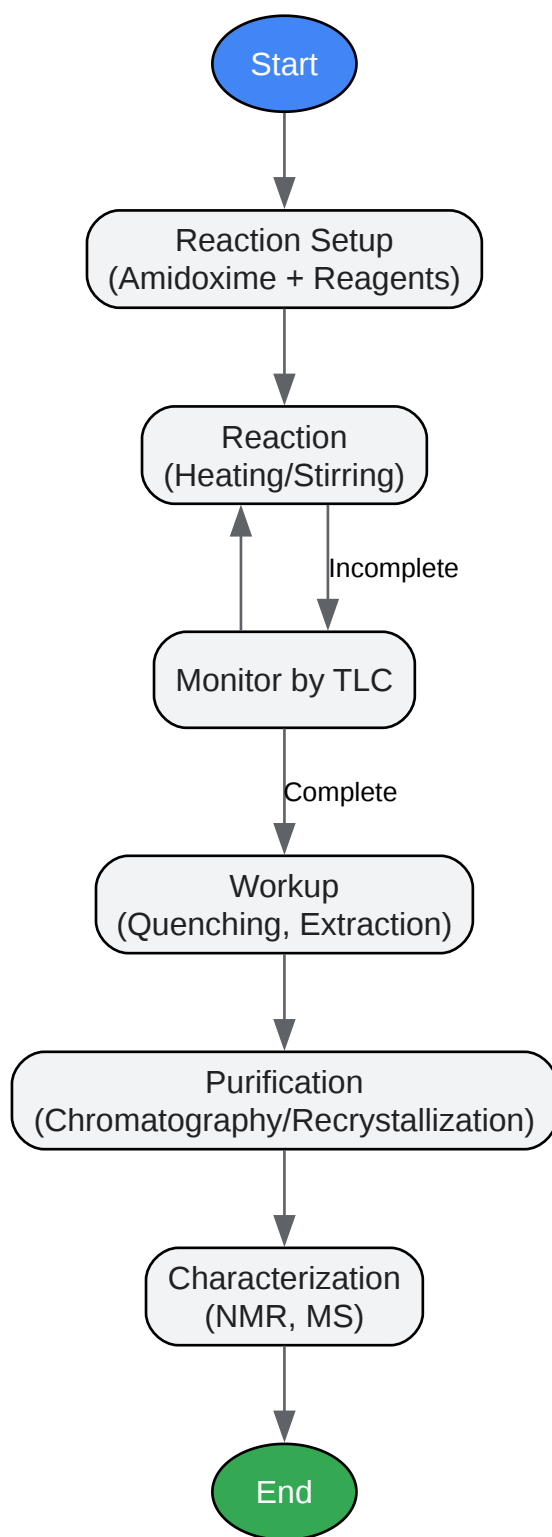 Start
Reaction Setup
(Amidoxime + Reagents)
Reaction
(Heating/Stirring)
Incomplete
Monitor by TLC
Complete
Workup
(Quenching, Extraction)
Purification
(Chromatography/Recrystallization)
Characterization
(NMR, MS)
End